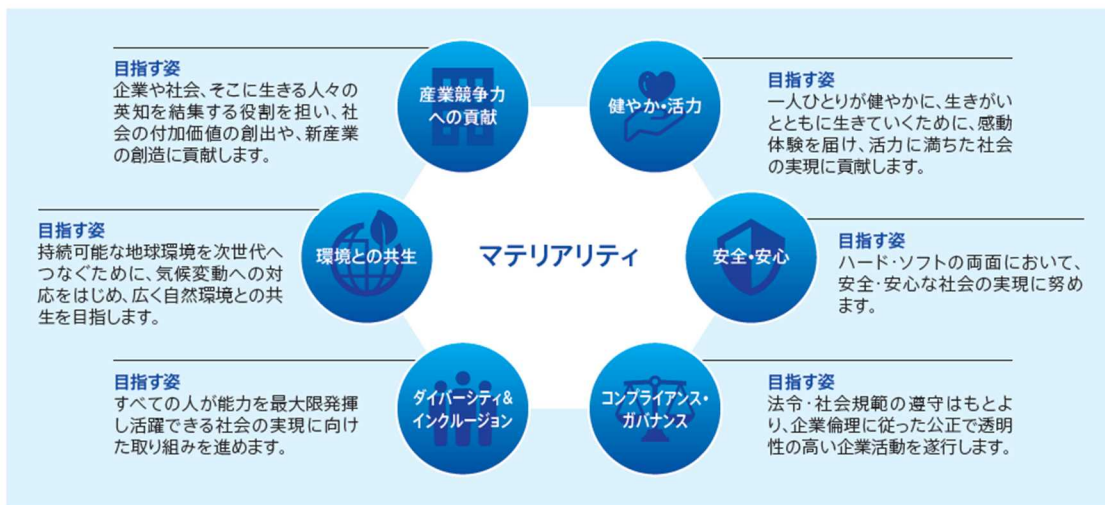 目指す姿
企業や社会、そこに生きる人々の
英知を結集する役割を担い、社
会の付加価値の創出や、新産業
の創造に貢献します。
産業競争力
への貢献
健やか・活力
目指す姿
一人ひとりが健やかに、生きがい
とともに生きていくために、感動
体験を届け、活力に満ちた社会
の実現に貢献します。
目指す姿
持続可能な地球環境を次世代へ
つなぐために、気候変動への対
応をはじめ、広く自然環境との共
生を目指します。
環境との共生
マテリアリティ
安全・安心
目指す姿
ハード・ソフトの両面において、
安全・安心な社会の実現に努め
ます。
目指す姿
すべての人が能力を最大限発揮
し活躍できる社会の実現に向け
た取り組みを進めます。
ダイバーシティ&
インクルージョン
コンプライアンス・
ガバナンス
目指す姿
法令・社会規範の遵守はもとよ
り、企業倫理に従った公正で透明
性の高い企業活動を遂行します。